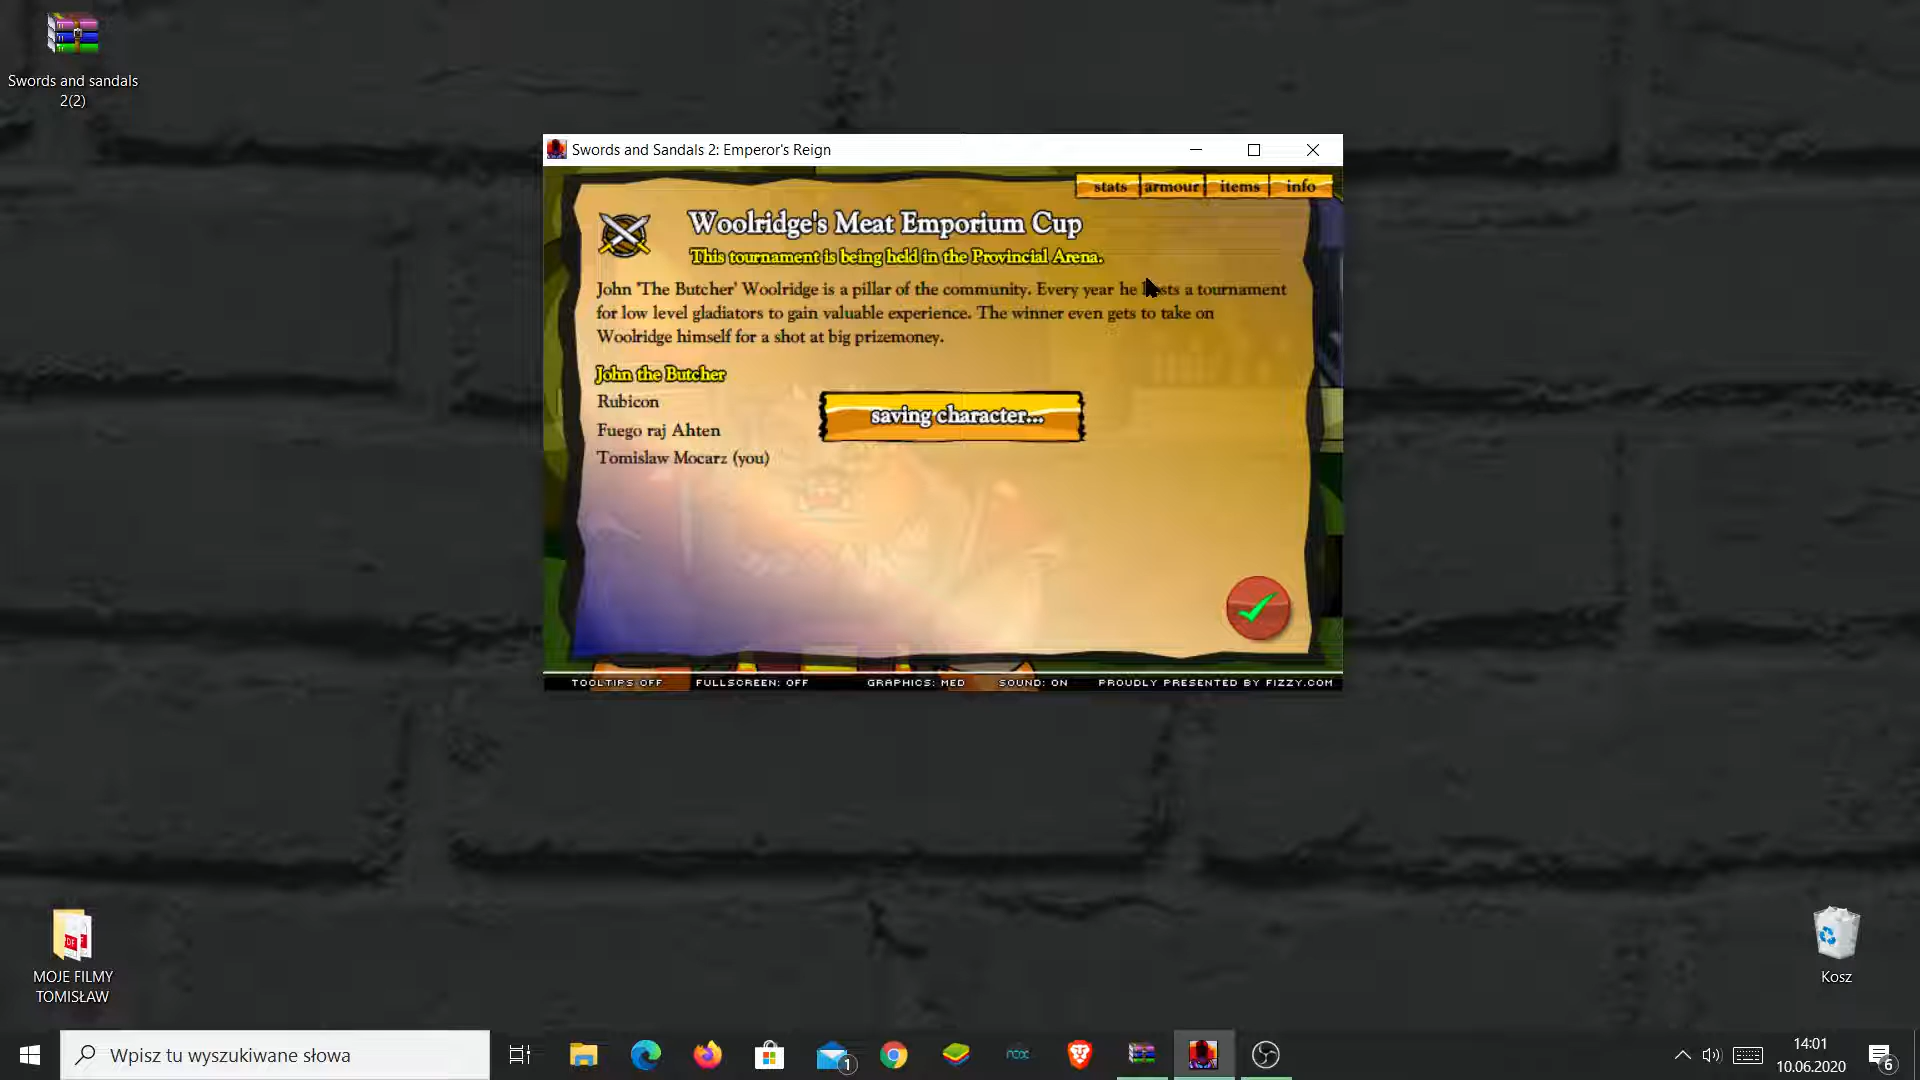 Swords and sandals
2(2)
Swords and Sandals 2: Emperor's Reign
stats armour items info
Woolridge's Meat Emporium Cup
This tournament is being held in the Provincial Arena.
John 'The Butcher' Woolridge is a pillar of the community. Every year he hosts a tournament
for low level gladiators to gain valuable experience. The winner even gets to take on
Woolridge himself for a shot at big prizemoney.
John the Butcher
Rubicon
saving character...
Fuego raj Ahten
Tomislaw Mocarz (you)
TOOLTIPS OFF FULLSCREEN: OFF GRAPHICS: MED SOUND: ON PROUDLY PRESENTED BY FIZZY.COM
MOJE FILMY
TOMISŁAW
Kosz
Wpisz tu wyszukiwane słowa
1
nox
14:01
10.06.2020
6